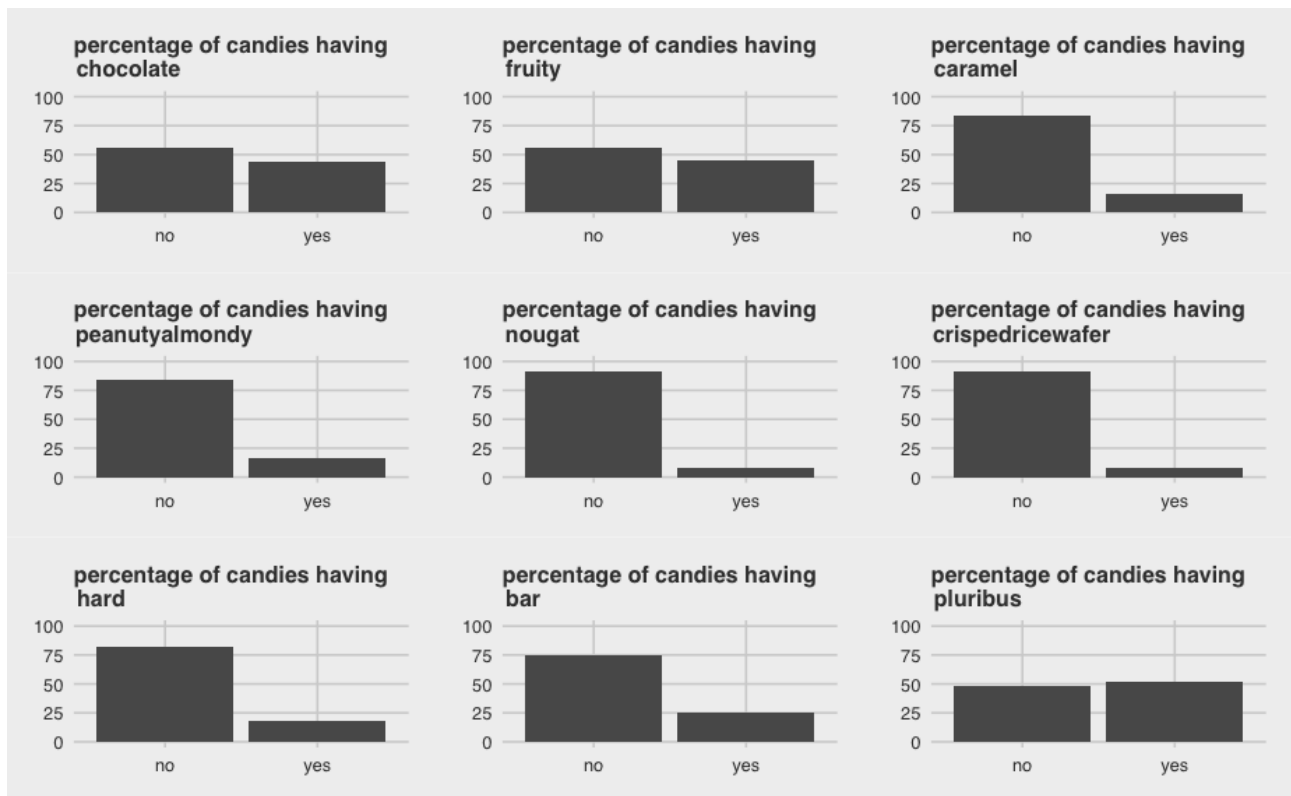 percentage of candies having
chocolate
100
75
50
25
0
no yes
percentage of candies having
fruity
100
75
50
25
0
no yes
percentage of candies having
caramel
100
75
50
25
0
no yes
percentage of candies having
peanutyalmondy
100
75
50
25
0
no yes
percentage of candies having
nougat
100
75
50
25
0
no yes
percentage of candies having
crispedricewafer
100
75
50
25
0
no yes
percentage of candies having
hard
100
75
50
25
0
no yes
percentage of candies having
bar
100
75
50
25
0
no yes
percentage of candies having
pluribus
100
75
50
25
0
no yes